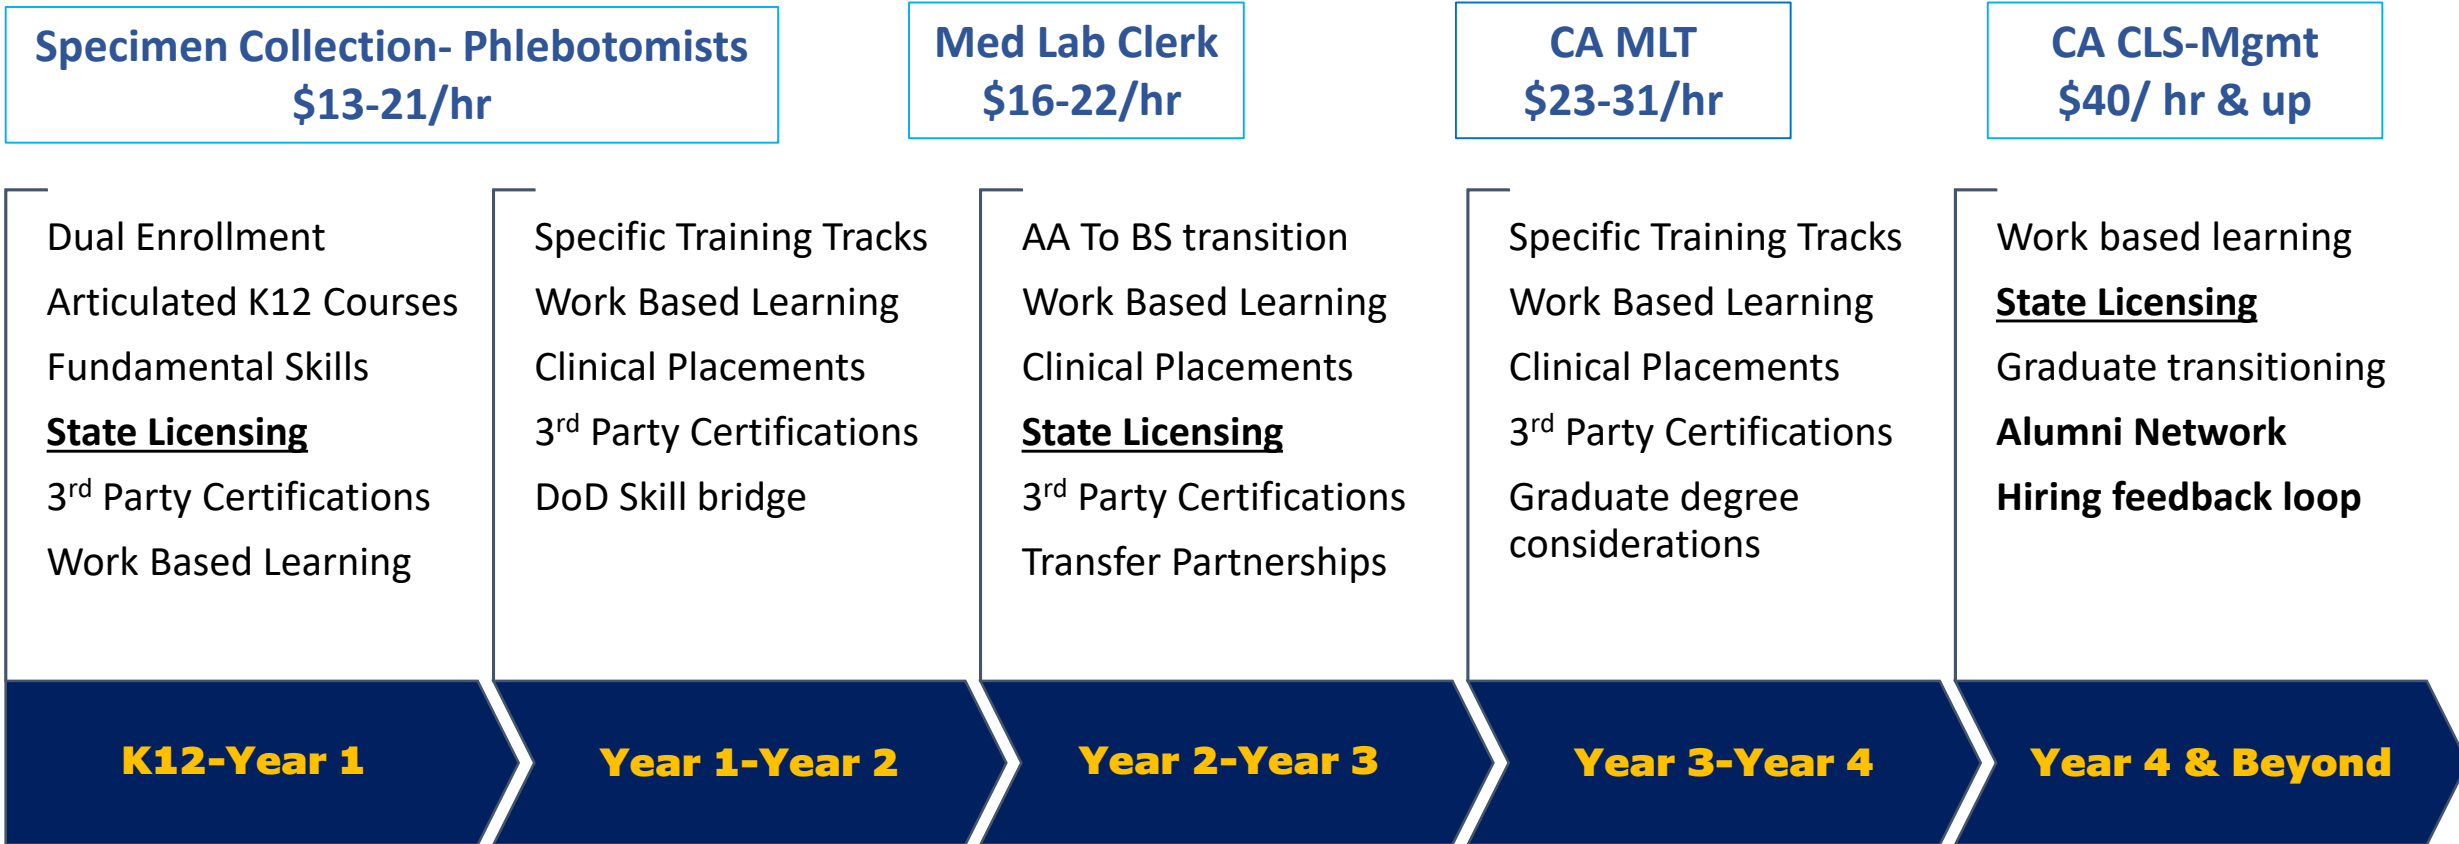 Specimen Collection- Phlebotomists
$13-21/hr
Med Lab Clerk
$16-22/hr
CA MLT
$23-31/hr
CA CLS-Mgmt
$40/ hr & up
Dual Enrollment
Articulated K12 Courses
Fundamental Skills
State Licensing
3rd Party Certifications
Work Based Learning
Specific Training Tracks
Work Based Learning
Clinical Placements
3rd Party Certifications
DoD Skill bridge
AA To BS transition
Work Based Learning
Clinical Placements
State Licensing
3rd Party Certifications
Transfer Partnerships
Specific Training Tracks
Work Based Learning
Clinical Placements
3rd Party Certifications
Graduate degree
considerations
Work based learning
State Licensing
Graduate transitioning
Alumni Network
Hiring feedback loop
K12-Year 1
Year 1-Year 2
Year 2-Year 3
Year 3-Year 4
Year 4 & Beyond